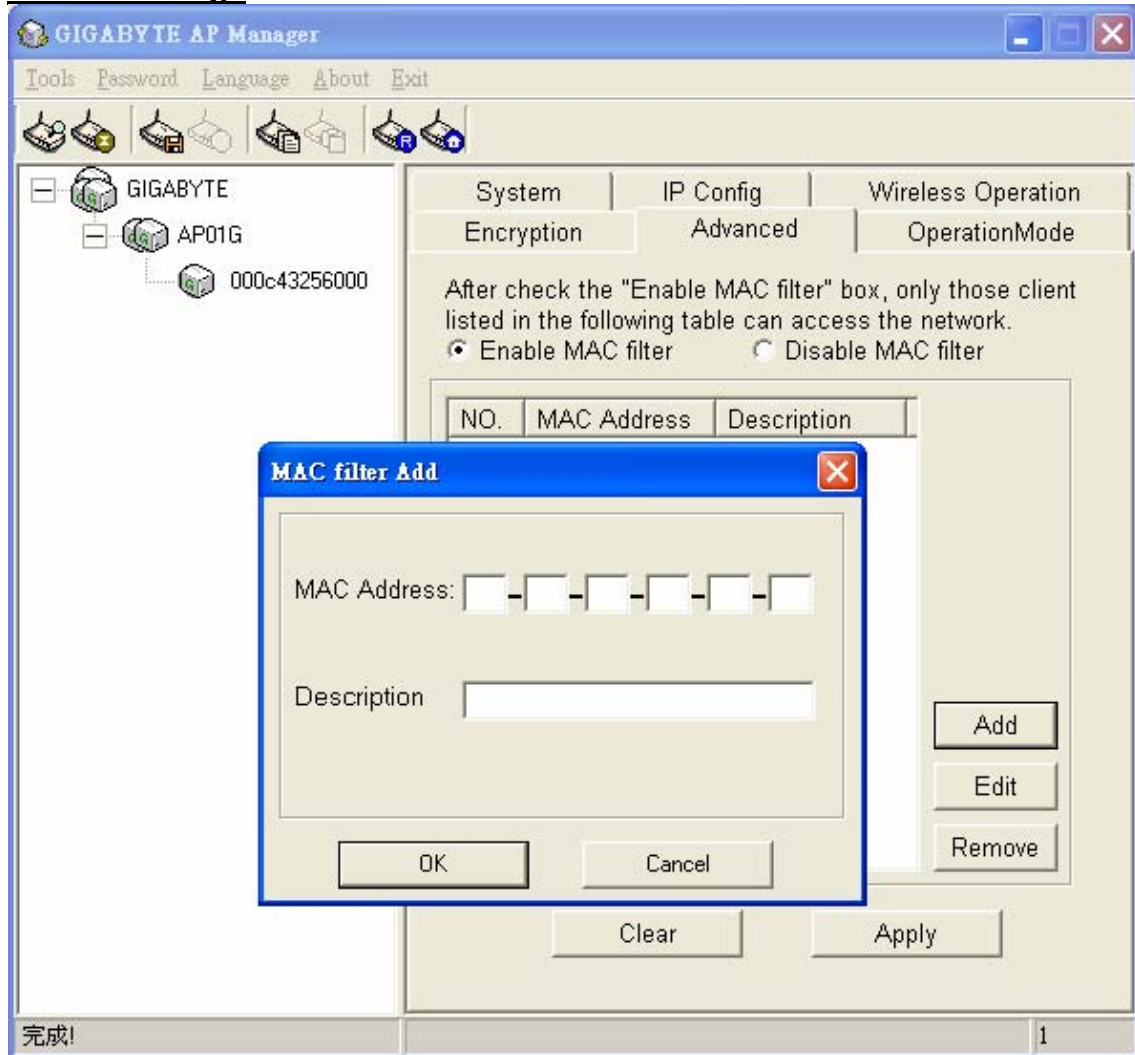 GIGABYTE AP Manager
Tools Password Language About Exit
GIGABYTE
AP01G
000c43256000
System IP Config Wireless Operation
Encryption Advanced OperationMode
After check the "Enable MAC filter" box, only those client
listed in the following table can access the network.
Enable MAC filter Disable MAC filter
NO. MAC Address Description
MAC filter Add
MAC Address: - - - - -
Description
OK Cancel
Add
Edit
Remove
Clear Apply
完成! 1